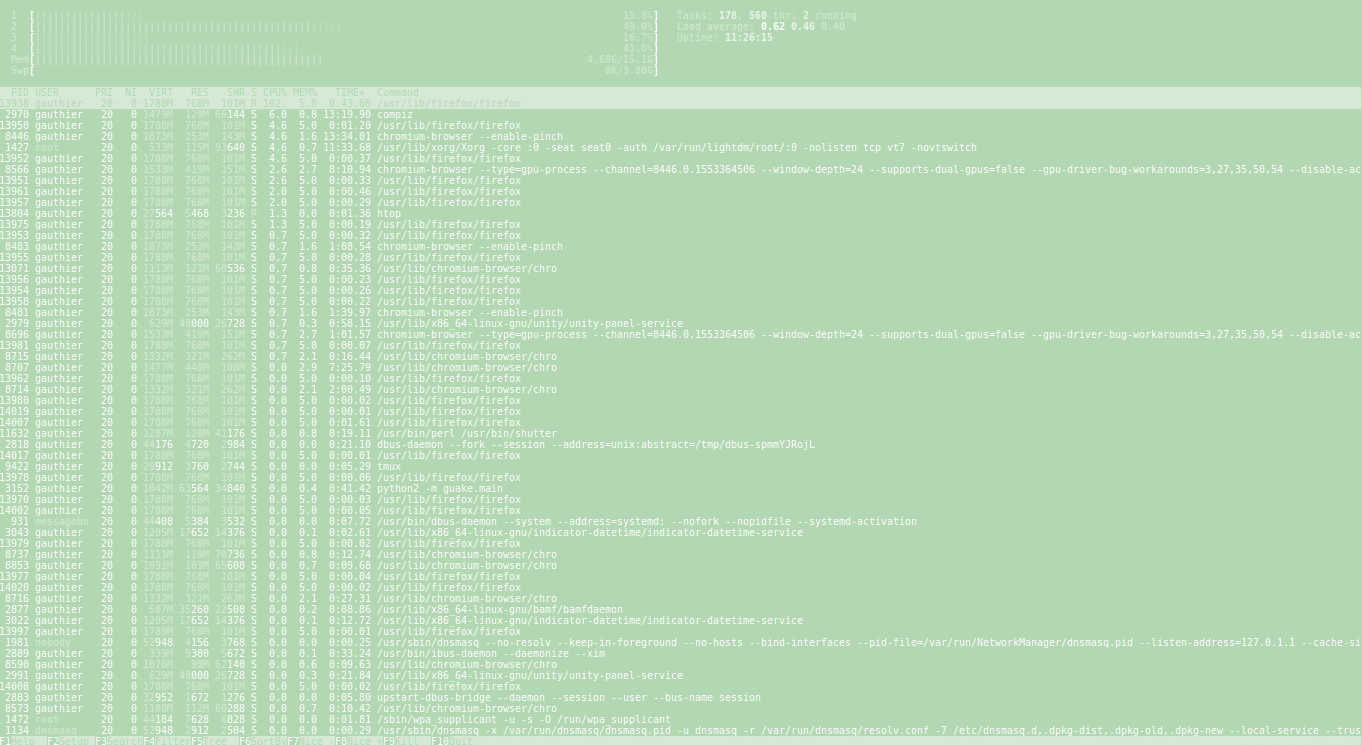 1 [ 15.8%] Tasks: 178, 560 thr, 2 running
2 [ 49.0%] Load average: 0.62 0.46 0.40
3 [ 16.7%] Uptime: 11:26:15
4 [ 43.0%]
Mem[ 4.68G/15.1G]
Swp[ 0K/3.80G]
PID USER PRI NI VIRT RES SHR S CPU% MEM% TIME+ Command
13938 gauthier 20 0 1788M 768M 101M R 102. 5.0 0:43.08 /usr/lib/firefox/firefox
2970 gauthier 20 0 1479M 129M 144 S 6.0 0.8 13:19.90 compiz
13950 gauthier 20 0 1788M 768M 101M S 4.6 5.0 0:01.20 /usr/lib/firefox/firefox
8446 gauthier 20 0 1873M 253M 143M S 4.6 1.6 13:34.01 chromium-browser --enable-pinch
1427 root 20 0 533M 115M 640 S 4.6 0.7 11:33.68 /usr/lib/xorg/Xorg -core :0 -seat seat0 -auth /var/run/lightdm/root/:0 -nolisten tcp vt7 -novtswitch
13952 gauthier 20 0 1788M 768M 101M S 4.6 5.0 0:00.37 /usr/lib/firefox/firefox
8566 gauthier 20 0 1533M 419M 151M S 2.6 2.7 8:10.94 chromium-browser --type=gpu-process --channel=8446.0.1553364506 --window-depth=24 --supports-dual-gpus=false --gpu-driver-bug-workarounds=3,27,35,50,54 --disable-ac
13951 gauthier 20 0 1788M 768M 101M S 2.6 5.0 0:00.33 /usr/lib/firefox/firefox
13961 gauthier 20 0 1788M 768M 101M S 2.0 5.0 0:00.46 /usr/lib/firefox/firefox
13957 gauthier 20 0 1788M 768M 101M S 2.0 5.0 0:00.29 /usr/lib/firefox/firefox
13804 gauthier 20 0 27564 5468 3236 R 1.3 0.0 0:01.36 htop
13975 gauthier 20 0 1788M 768M 101M S 1.3 5.0 0:00.19 /usr/lib/firefox/firefox
13953 gauthier 20 0 1788M 768M 101M S 0.7 5.0 0:00.32 /usr/lib/firefox/firefox
8483 gauthier 20 0 1873M 253M 143M S 0.7 1.6 1:08.54 chromium-browser --enable-pinch
13955 gauthier 20 0 1788M 768M 101M S 0.7 5.0 0:00.28 /usr/lib/firefox/firefox
13071 gauthier 20 0 1113M 121M 60536 S 0.7 0.8 0:35.36 /usr/lib/chromium-browser/chro
13956 gauthier 20 0 1788M 768M 101M S 0.7 5.0 0:00.23 /usr/lib/firefox/firefox
13954 gauthier 20 0 1788M 768M 101M S 0.7 5.0 0:00.26 /usr/lib/firefox/firefox
13958 gauthier 20 0 1788M 768M 101M S 0.7 5.0 0:00.22 /usr/lib/firefox/firefox
8481 gauthier 20 0 1873M 253M 143M S 0.7 1.6 1:39.97 chromium-browser --enable-pinch
2979 gauthier 20 0 629M 40000 26728 S 0.7 0.3 0:58.15 /usr/lib/x86_64-linux-gnu/unity/unity-panel-service
8696 gauthier 20 0 1533M 419M 151M S 0.7 2.7 1:01.57 chromium-browser --type=gpu-process --channel=8446.0.1553364506 --window-depth=24 --supports-dual-gpus=false --gpu-driver-bug-workarounds=3,27,35,50,54 --disable-ac
13981 gauthier 20 0 1788M 768M 101M S 0.7 5.0 0:00.07 /usr/lib/firefox/firefox
8715 gauthier 20 0 1332M 321M 262M S 0.7 2.1 0:16.44 /usr/lib/chromium-browser/chro
8707 gauthier 20 0 1477M 448M 108M S 0.0 2.9 7:25.79 /usr/lib/chromium-browser/chro
13962 gauthier 20 0 1788M 768M 101M S 0.0 5.0 0:00.10 /usr/lib/firefox/firefox
8714 gauthier 20 0 1332M 321M 262M S 0.0 2.1 2:00.49 /usr/lib/chromium-browser/chro
13980 gauthier 20 0 1788M 768M 101M S 0.0 5.0 0:00.02 /usr/lib/firefox/firefox
14019 gauthier 20 0 1788M 768M 101M S 0.0 5.0 0:00.01 /usr/lib/firefox/firefox
14007 gauthier 20 0 1788M 768M 101M S 0.0 5.0 0:01.61 /usr/lib/firefox/firefox
11632 gauthier 20 0 41176 S 0.0 0.8 0:19.11 /usr/bin/perl /usr/bin/shutter
2818 gauthier 20 0 44176 4720 2984 S 0.0 0.0 0:21.10 dbus-daemon --fork --session --address=unix:abstract=/tmp/dbus-spmmYJRojL
14017 gauthier 20 0 1788M 768M 101M S 0.0 5.0 0:00.01 /usr/lib/firefox/firefox
9422 gauthier 20 0 29912 3760 2744 S 0.0 0.0 0:05.29 tmux
13978 gauthier 20 0 1788M 768M 101M S 0.0 5.0 0:00.06 /usr/lib/firefox/firefox
3152 gauthier 20 0 1042M 63564 34840 S 0.0 0.4 0:41.42 python2 -m guake.main
13970 gauthier 20 0 1788M 768M 101M S 0.0 5.0 0:00.03 /usr/lib/firefox/firefox
14002 gauthier 20 0 1788M 768M 101M S 0.0 5.0 0:00.05 /usr/lib/firefox/firefox
931 messagebu 20 0 44408 5384 3532 S 0.0 0.0 0:07.72 /usr/bin/dbus-daemon --system --address=systemd: --nofork --nopidfile --systemd-activation
3043 gauthier 20 0 1205M 17652 14376 S 0.0 0.1 0:02.61 /usr/lib/x86_64-linux-gnu/indicator-datetime/indicator-datetime-service
13979 gauthier 20 0 1788M 768M 101M S 0.0 5.0 0:00.02 /usr/lib/firefox/firefox
8737 gauthier 20 0 1111M 119M 70736 S 0.0 0.8 0:12.74 /usr/lib/chromium-browser/chro
8853 gauthier 20 0 1091M 103M 65608 S 0.0 0.7 0:09.68 /usr/lib/chromium-browser/chro
13977 gauthier 20 0 1788M 768M 101M S 0.0 5.0 0:00.04 /usr/lib/firefox/firefox
14020 gauthier 20 0 1788M 768M 101M S 0.0 5.0 0:00.02 /usr/lib/firefox/firefox
8716 gauthier 20 0 1332M 321M 262M S 0.0 2.1 0:27.31 /usr/lib/chromium-browser/chro
2877 gauthier 20 0 507M 35260 22508 S 0.0 0.2 0:08.86 /usr/lib/x86_64-linux-gnu/bamf/bamfdaemon
3022 gauthier 20 0 1205M 17652 14376 S 0.0 0.1 0:12.72 /usr/lib/x86_64-linux-gnu/indicator-datetime/indicator-datetime-service
13997 gauthier 20 0 1788M 768M 101M S 0.0 5.0 0:00.01 /usr/lib/firefox/firefox
1981 nobody 20 0 52948 4156 3768 S 0.0 0.0 0:00.25 /usr/sbin/dnsmasq --no-resolv --keep-in-foreground --no-hosts --bind-interfaces --pid-file=/var/run/NetworkManager/dnsmasq.pid --listen-address=127.0.1.1 --cache-si
2889 gauthier 20 0 9380 5672 S 0.0 0.1 0:33.24 /usr/bin/ibus-daemon --daemonize --xim
8590 gauthier 20 0 1076M 62140 S 0.0 0.6 0:09.63 /usr/lib/chromium-browser/chro
2991 gauthier 20 0 629M 40000 26728 S 0.0 0.3 0:21.84 /usr/lib/x86_64-linux-gnu/unity/unity-panel-service
14008 gauthier 20 0 1788M 768M 101M S 0.0 5.0 0:00.02 /usr/lib/firefox/firefox
2883 gauthier 20 0 32952 1672 1276 S 0.0 0.0 0:05.80 upstart-dbus-bridge --daemon --session --user --bus-name session
8573 gauthier 20 0 1108M 112M 60288 S 0.0 0.7 0:10.42 /usr/lib/chromium-browser/chro
1472 root 20 0 44184 7628 6828 S 0.0 0.0 0:01.81 /sbin/wpa_supplicant -u -s -O /run/wpa_supplicant
1134 dnsmasq 20 0 52948 2912 2504 S 0.0 0.0 0:00.29 /usr/sbin/dnsmasq -x /var/run/dnsmasq/dnsmasq.pid -u dnsmasq -r /var/run/dnsmasq/resolv.conf -7 /etc/dnsmasq.d,.dpkg-dist,.dpkg-old,.dpkg-new --local-service --trus
F1Help F2Setup F3SearchF4FilterF5Tree F6SortByF7Nice -F8Nice +F9Kill F10Quit